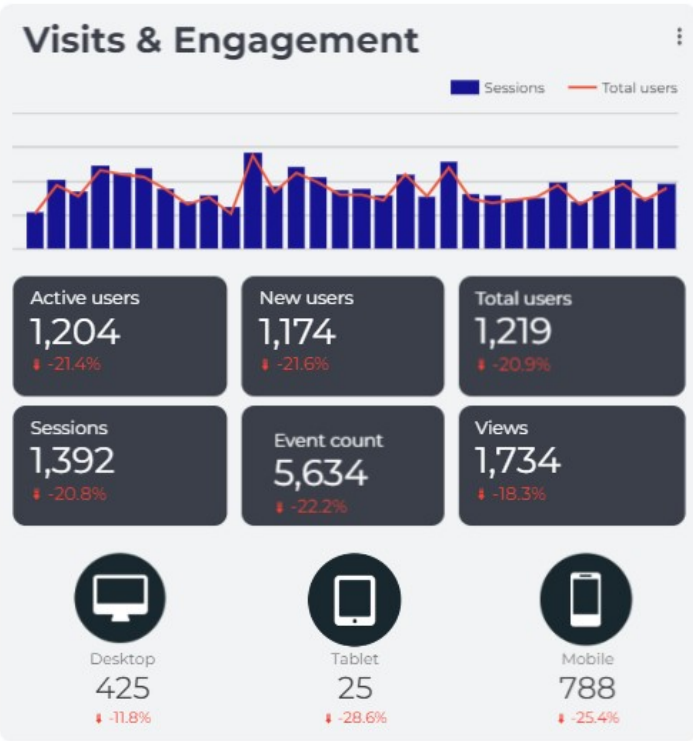 Visits & Engagement
Sessions
Total users
Active users
1,204
-21.4%
New users
1,174
-21.6%
Total users
1,219
-20.9%
Sessions
1,392
-20.8%
Event count
5,634
-22.2%
Views
1,734
-18.3%
Desktop
425
-11.8%
Tablet
25
-28.6%
Mobile
788
-25.4%